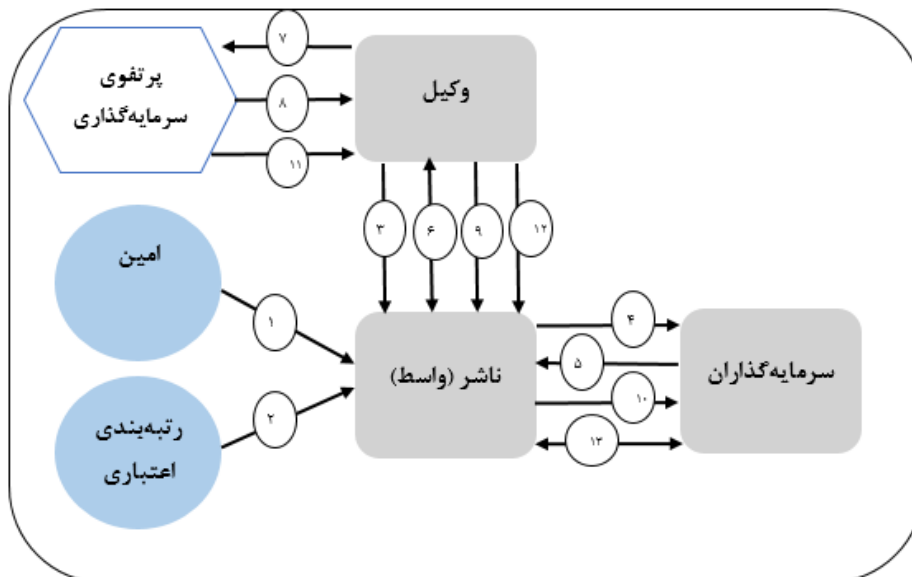 ۷
وکیل
پرتفوی
سرمایه‌گذاری
۸
۱۱
۳
۶
۹
۱۲
امین
۱
ناشر (واسط)
۴
۵
۱۰
۱۳
سرمایه‌گذاران
رتبه‌بندی
اعتباری
۲